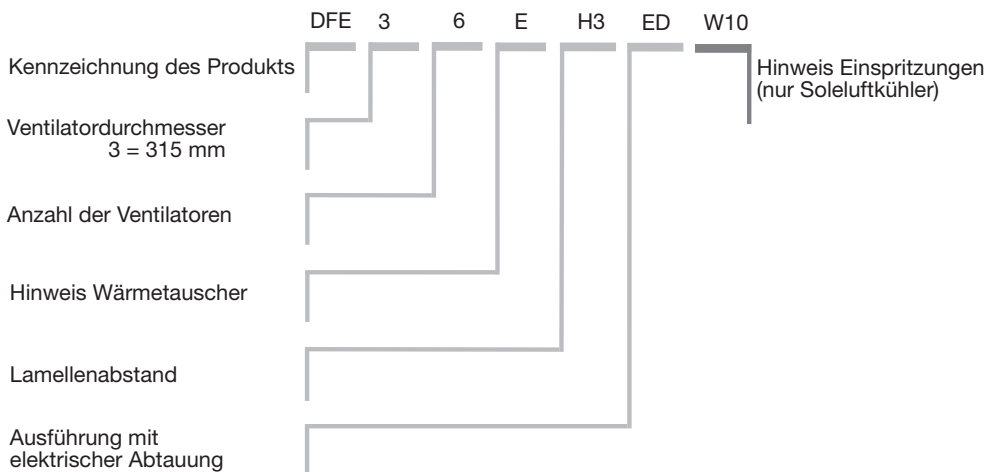 DFE 3 6 E H3 ED W10
Kennzeichnung des Produkts
Hinweis Einspritzungen
(nur Soleluftkühler)
Ventilatordurchmesser
3 = 315 mm
Anzahl der Ventilatoren
Hinweis Wärmetauscher
Lamellenabstand
Ausführung mit
elektrischer Abtauung